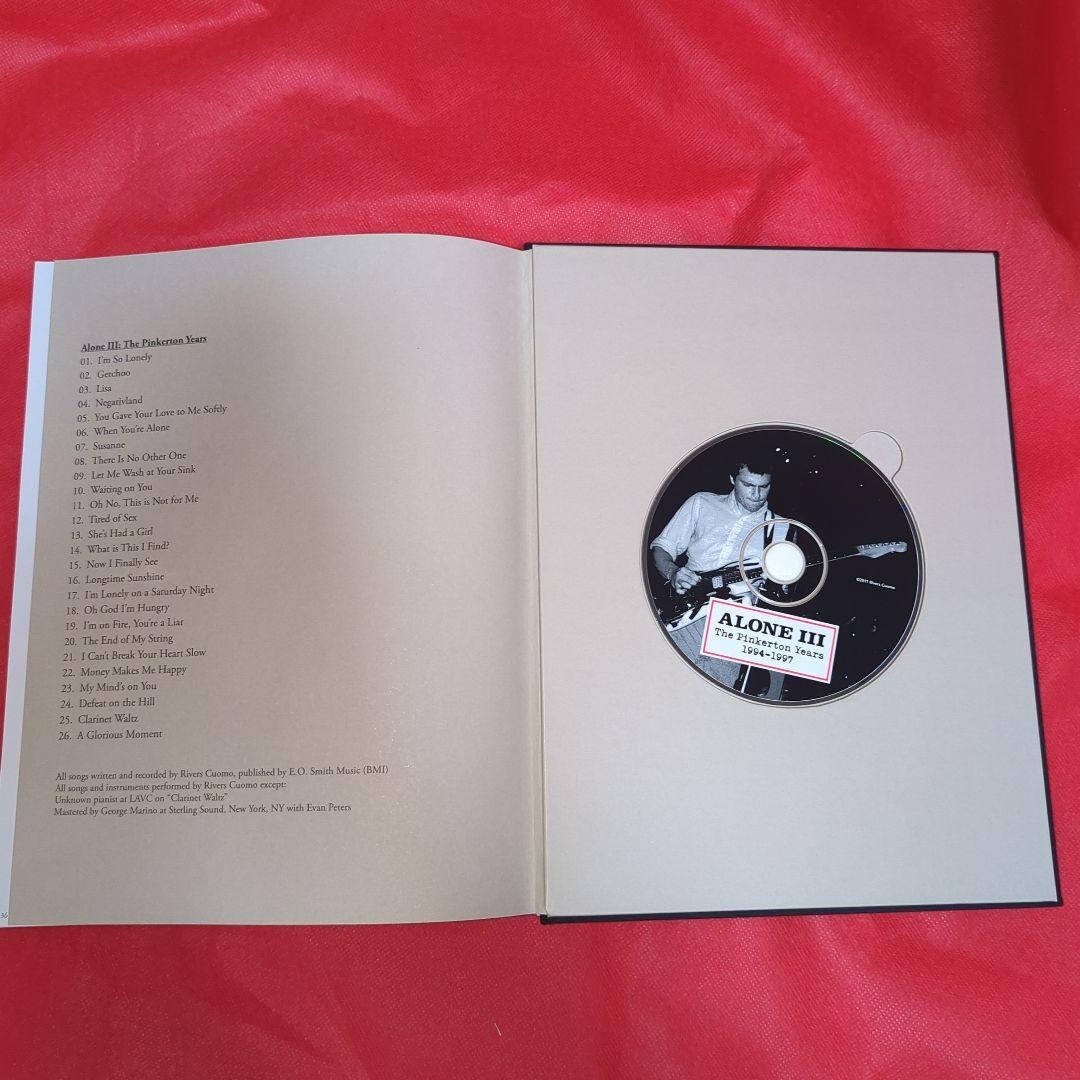 Alone III: The Pinkerton Years
01. I'm So Lonely
02. Getchoo
03. Lisa
04. Negativland
05. You Gave Your Love to Me Softly
06. When You're Alone
07. Susanne
08. There Is No Other One
09. Let Me Wash at Your Sink
10. Waiting on You
11. Oh No, This is Not for Me
12. Tired of Sex
13. She's Had a Girl
14. What is This I Find?
15. Now I Finally See
16. Longtime Sunshine
17. I'm Lonely on a Saturday Night
18. Oh God I'm Hungry
19. I'm on Fire, You're a Liar
20. The End of My String
21. I Can't Break Your Heart Slow
22. Money Makes Me Happy
23. My Mind's on You
24. Defeat on the Hill
25. Clarinet Waltz
26. A Glorious Moment
All songs written and recorded by Rivers Cuomo, published by E.O. Smith Music (BMI)
All songs and instruments performed by Rivers Cuomo except:
Unknown pianist at LAVC on "Clarinet Waltz"
Mastered by George Marino at Sterling Sound, New York, NY with Evan Peters
36
©2011 Rivers Cuomo
ALONE III
The Pinkerton Years
1994-1997